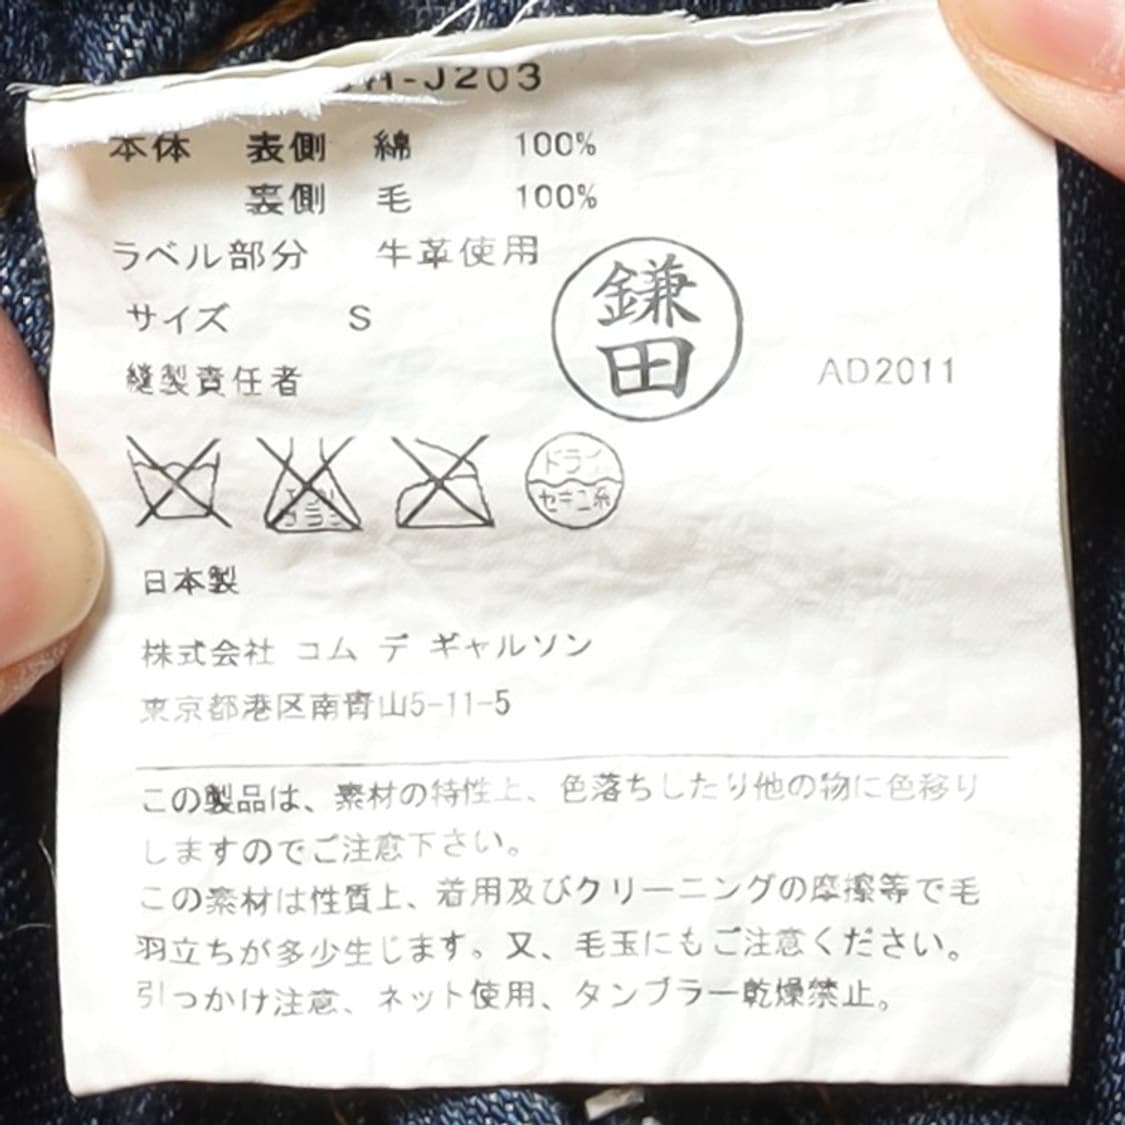 -J203
本体 表側 綿 100%
裏側 毛 100%
ラベル部分 牛革使用
サイズ S
鎌田
AD2011
縫製責任者
エンソ
サラシ
ドライ
セキユ系
日本製
株式会社 コム デ ギャルソン
東京都港区南青山5-11-5
この製品は、素材の特性上、色落ちしたり他の物に色移り
しますのでご注意下さい。
この素材は性質上、着用及びクリーニングの摩擦等で毛
羽立ちが多少生じます。又、毛玉にもご注意ください。
引っかけ注意、ネット使用、タンブラー乾燥禁止。